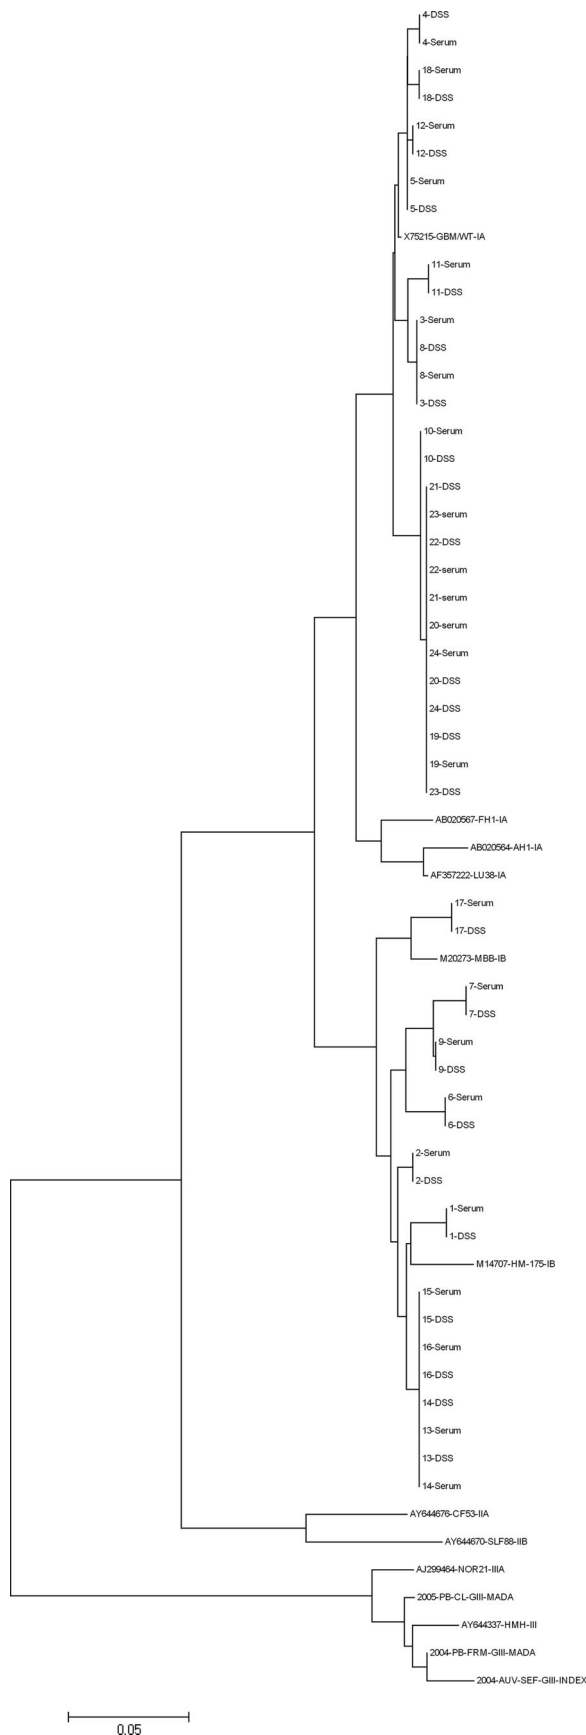 4-DSS
4-Serum
18-Serum
18-DSS
12-Serum
12-DSS
5-Serum
5-DSS
X75215-GBM/WT-IA
11-Serum
11-DSS
3-Serum
8-DSS
8-Serum
3-DSS
10-Serum
10-DSS
21-DSS
23-serum
22-DSS
22-serum
21-serum
20-serum
24-Serum
20-DSS
24-DSS
19-DSS
19-Serum
23-DSS
AB020567-FH1-IA
AB020564-AH1-IA
AF357222-LU38-IA
17-Serum
17-DSS
M20273-MBB-IB
7-Serum
7-DSS
9-Serum
9-DSS
6-Serum
6-DSS
2-Serum
2-DSS
1-Serum
1-DSS
M14707-HM-175-IB
15-Serum
15-DSS
16-Serum
16-DSS
14-DSS
13-Serum
13-DSS
14-Serum
AY644676-CF53-IIA
AY644670-SLF88-IIB
AJ299464-NOR21-IIIA
2005-PB-CL-GIII-MADA
AY644337-HMH-III
2004-PB-FRM-GIII-MADA
2004-AUV-SEF-GIII-INDEX
0.05